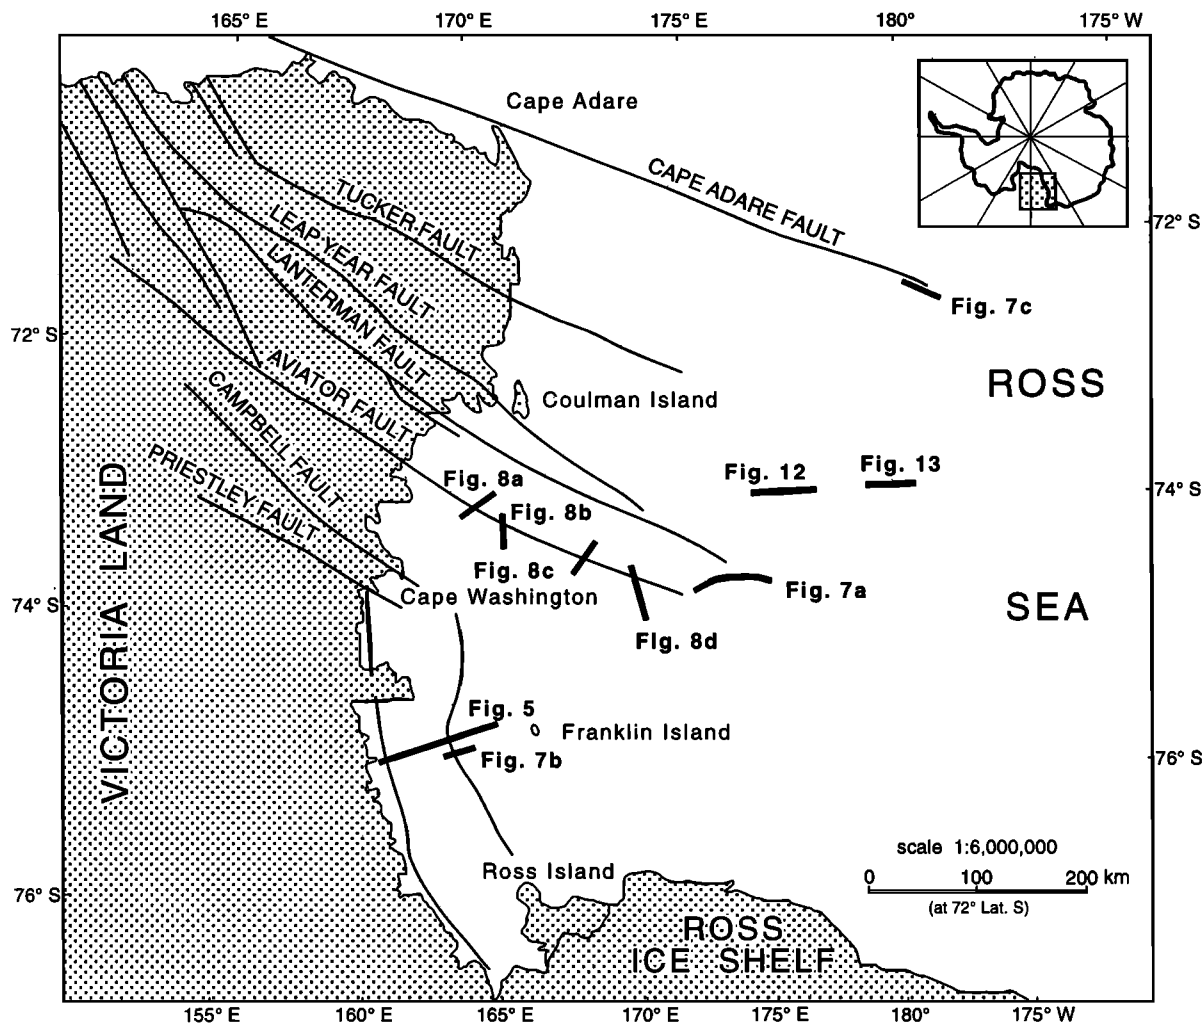 165° E 170° E 175° E 180° 175° W
Cape Adare
CAPE ADARE FAULT
72° S
TUCKER FAULT
LEAP YEAR FAULT
LANTERMAN FAULT
Fig. 7c
72° S
AVIATOR FAULT
ROSS
CAMPBELL FAULT
Coulman Island
PRIESTLEY FAULT
Fig. 12
Fig. 13
Fig. 8a
74° S
Fig. 8b
Fig. 8c
Fig. 7a
74° S
Cape Washington
SEA
Fig. 8d
VICTORIA LAND
Fig. 5
Franklin Island
Fig. 7b
76° S
scale 1:6,000,000
Ross Island
0 100 200 km
76° S
(at 72° Lat. S)
ROSS
ICE SHELF
155° E 160° E 165° E 170° E 175° E 180° 175° W